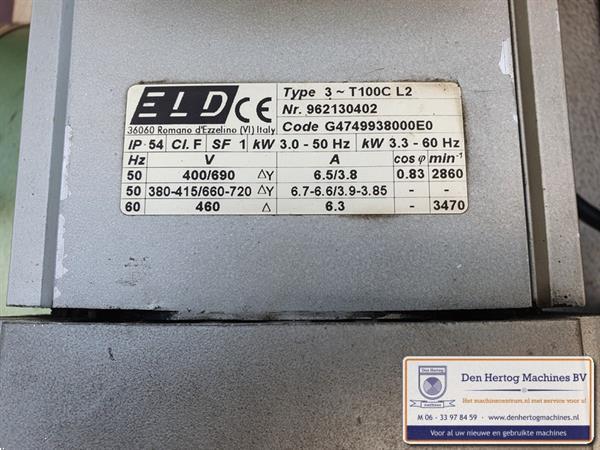 ELD CE
36060 Romano d'Ezzelino (VI) Italy
Type 3 ~ T100C L2
Nr. 962130402
Code G4749938000E0
IP 54 Cl. F SF 1 kW 3.0 - 50 Hz kW 3.3 - 60 Hz
Hz V A cos φ min-¹
50 400/690 △Y 6.5/3.8 0.83 2860
50 380-415/660-720 △Y 6.7-6.6/3.9-3.85 - -
60 460 △ 6.3 - 3470
Den Hertog Machines BV
Het machinecentrum.nl met service voor u!
M 06 - 33 97 84 59 - www.denhertogmachines.nl
Voor al uw nieuwe en gebruikte machines